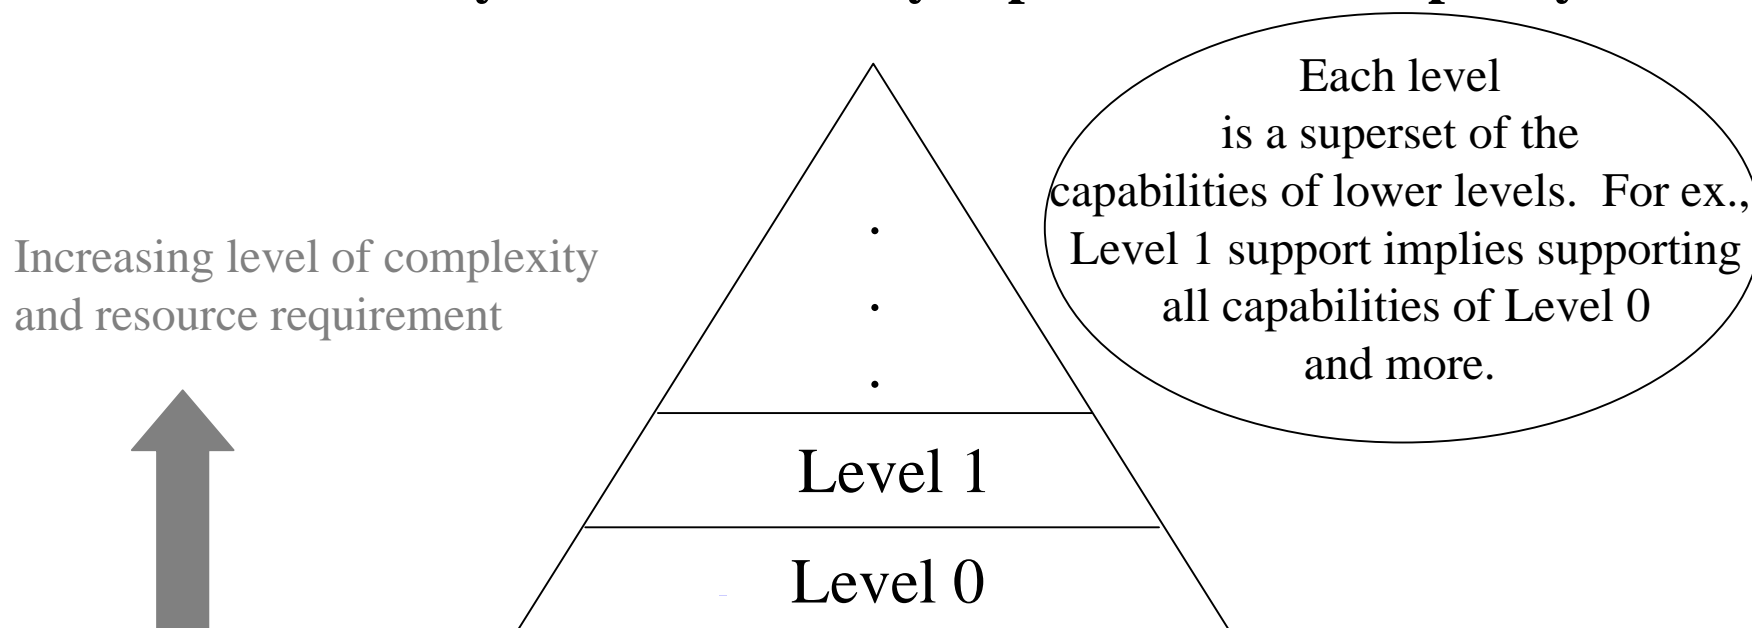 Each level
is a superset of the
capabilities of lower levels. For ex.,
Level 1 support implies supporting
all capabilities of Level 0
and more.
Increasing level of complexity
and resource requirement
.
.
.
Level 1
Level 0